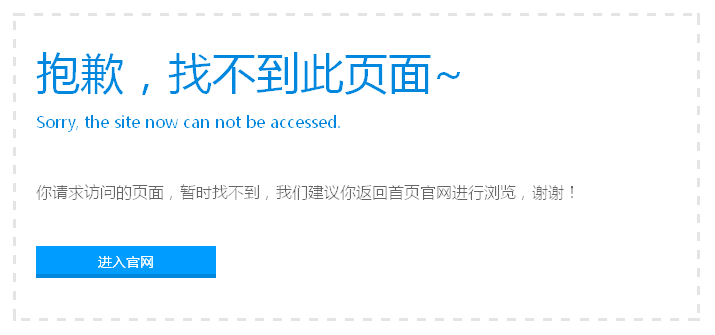 抱歉，找不到此页面~
Sorry, the site now can not be accessed.
你请求访问的页面，暂时找不到，我们建议你返回首页官网进行浏览，谢谢！
进入官网